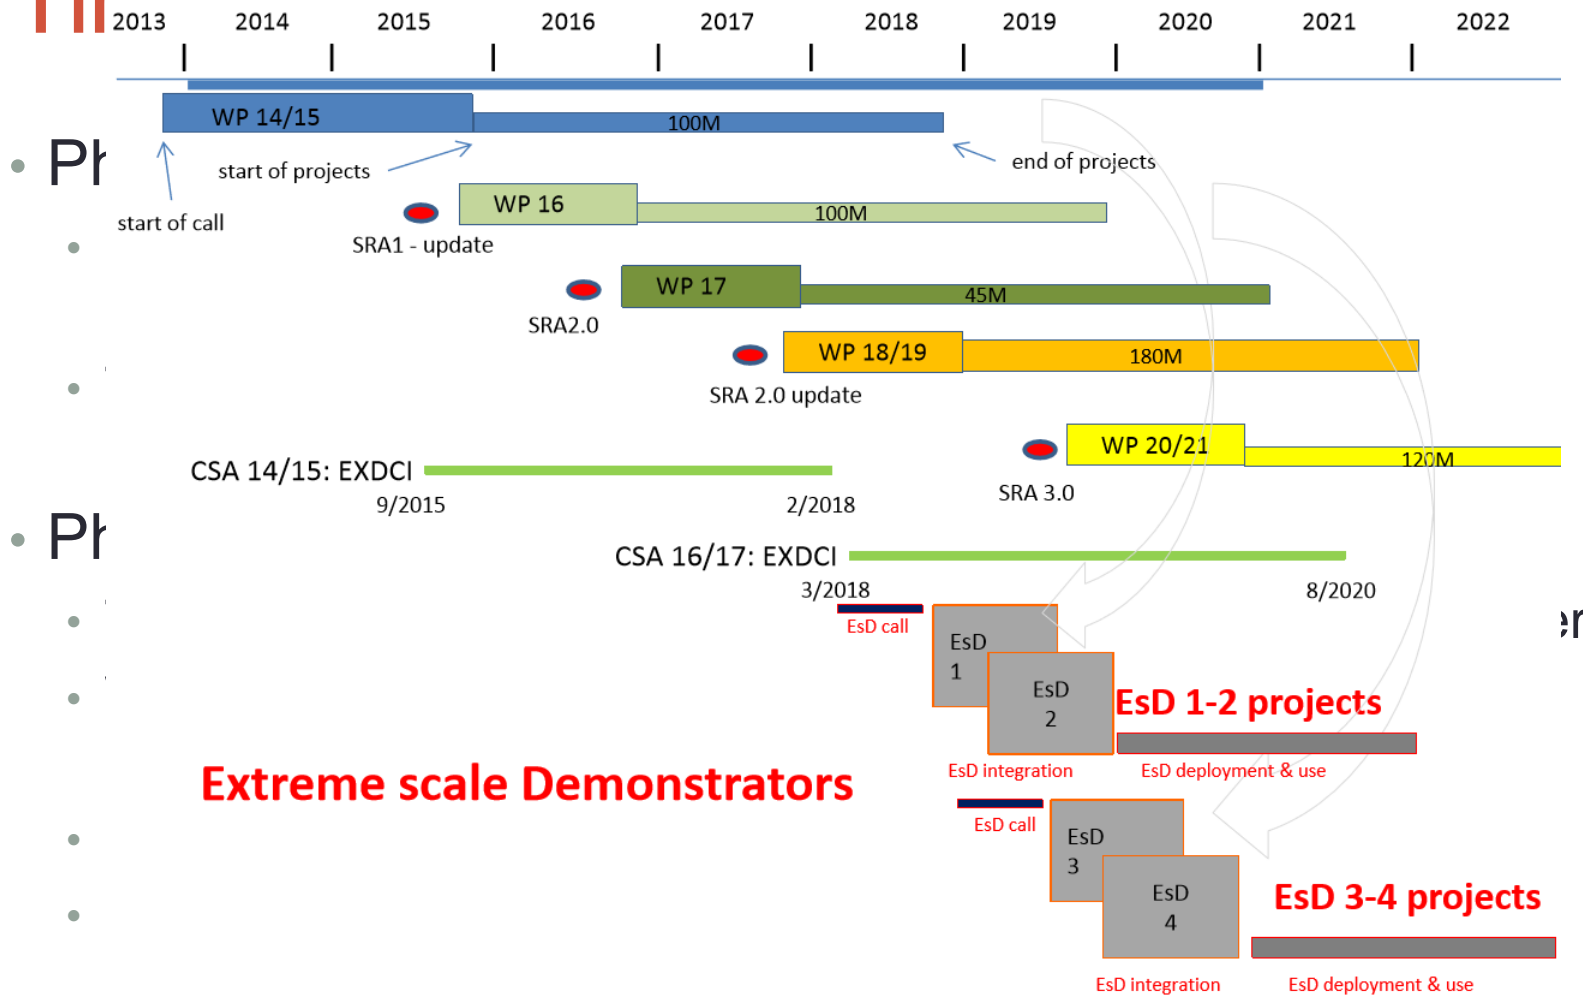 2013 2014 2015 2016 2017 2018 2019 2020 2021 2022
WP 14/15
100M
start of projects
end of projects
start of call
WP 16
100M
SRA1 - update
WP 17
45M
SRA2.0
WP 18/19
180M
SRA 2.0 update
WP 20/21
120M
SRA 3.0
CSA 14/15: EXDCI
9/2015
2/2018
CSA 16/17: EXDCI
3/2018
8/2020
EsD call
EsD
1
EsD
2
EsD 1-2 projects
EsD integration
EsD deployment & use
Extreme scale Demonstrators
EsD call
EsD
3
EsD
4
EsD 3-4 projects
EsD integration
EsD deployment & use